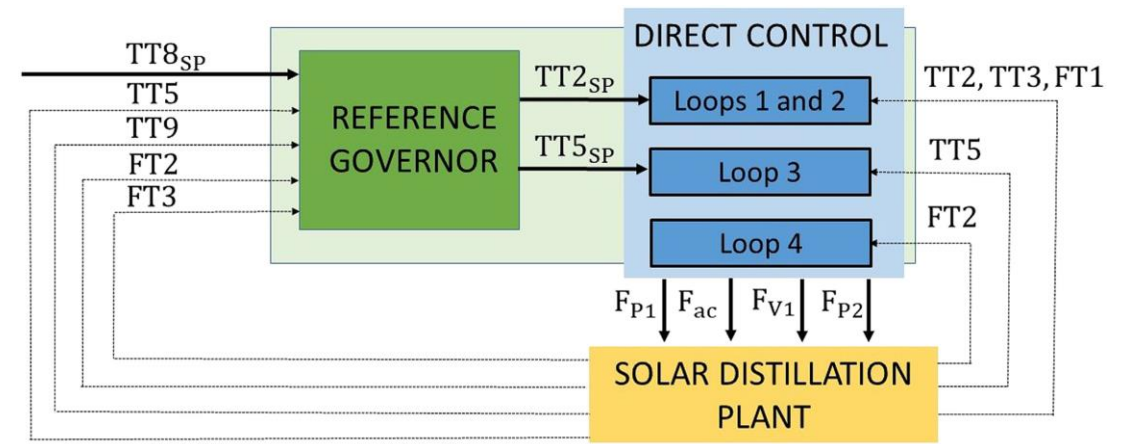 DIRECT CONTROL
TT8SP
TT5
TT9
FT2
FT3
REFERENCE
GOVERNOR
TT2SP
TT5SP
Loops 1 and 2
Loop 3
Loop 4
TT2, TT3, FT1
TT5
FT2
FP1 Fac FV1 FP2
SOLAR DISTILLATION
PLANT